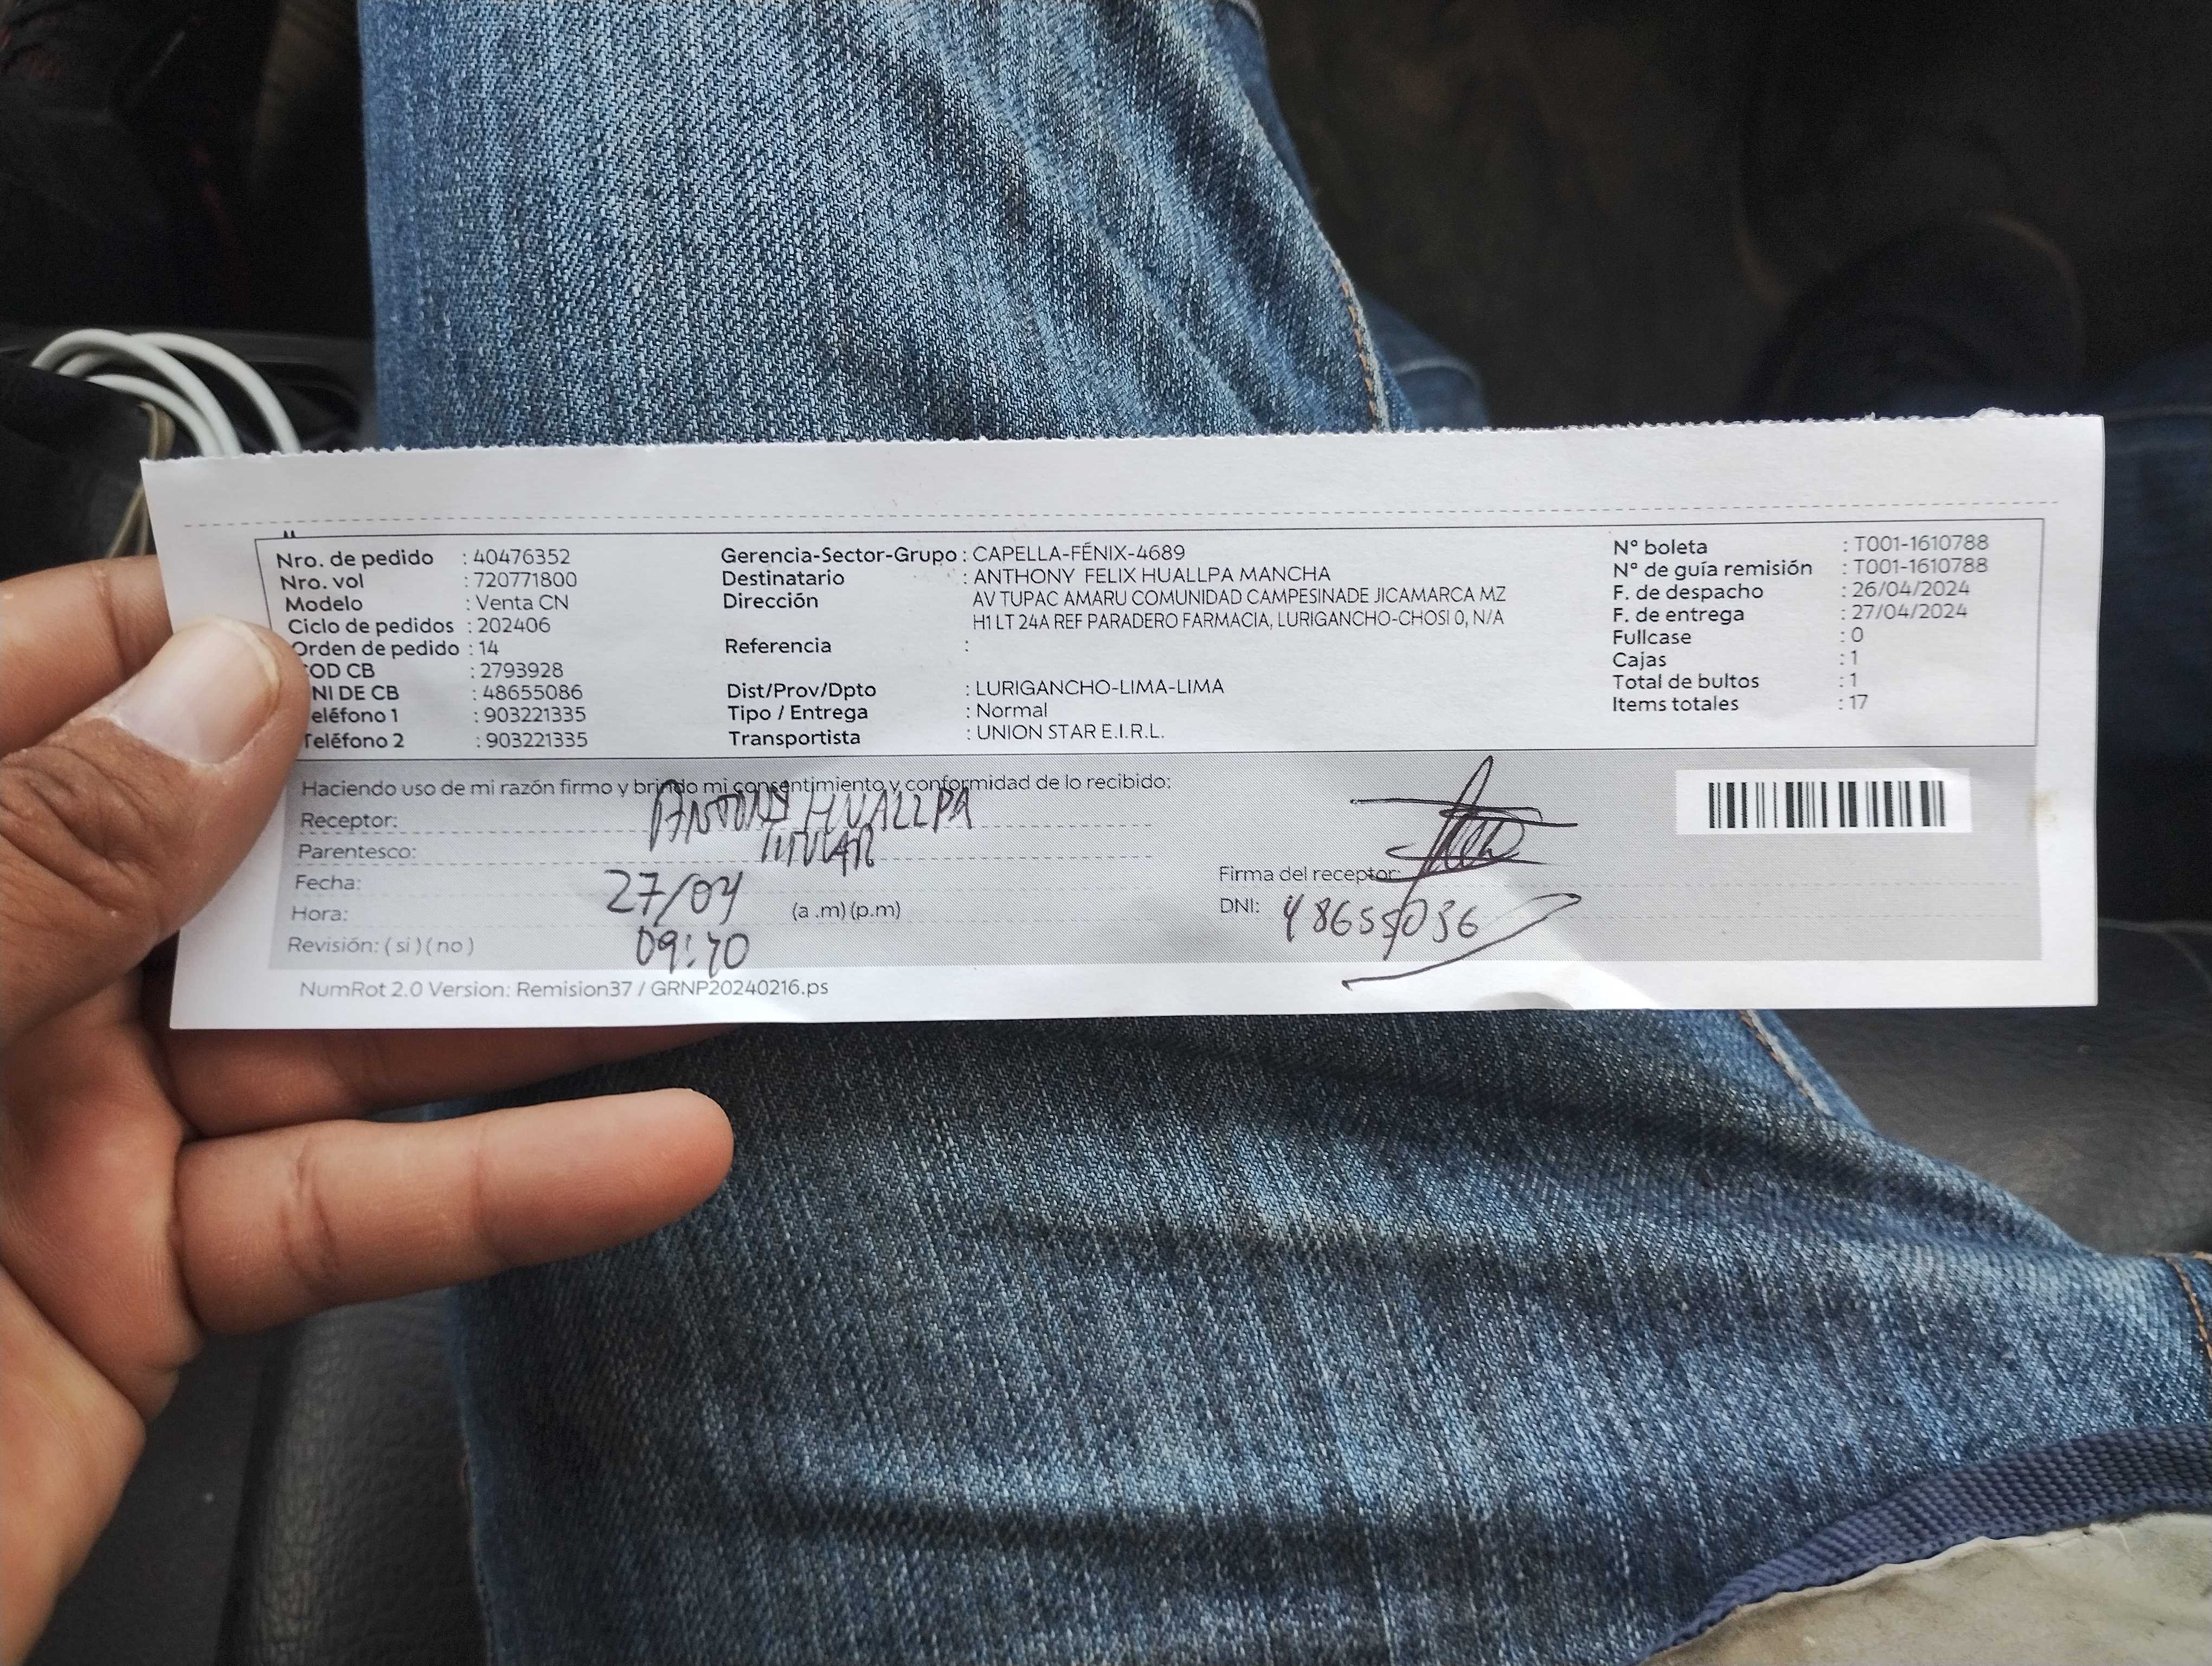 Nro. de pedido : 40476352
Nro. vol : 720771800
Modelo : Venta CN
Ciclo de pedidos : 202406
Orden de pedido : 14
OD CB : 2793928
NI DE CB : 48655086
eléfono 1 : 903221335
Teléfono 2 : 903221335
Gerencia-Sector-Grupo : CAPELLA-FÉNIX-4689
Destinatario : ANTHONY FELIX HUALLPA MANCHA
Dirección AV TUPAC AMARU COMUNIDAD CAMPESINADE JICAMARCA MZ
H1 LT 24A REF PARADERO FARMACIA, LURIGANCHO-CHOSI 0, N/A
Referencia :
Dist/Prov/Dpto : LURIGANCHO-LIMA-LIMA
Tipo / Entrega : Normal
Transportista : UNION STAR E.I.R.L.
N° boleta : T001-1610788
N° de guía remisión : T001-1610788
F. de despacho : 26/04/2024
F. de entrega : 27/04/2024
Fullcase : 0
Cajas : 1
Total de bultos : 1
Items totales : 17
Haciendo uso de mi razón firmo y brindo mi consentimiento y conformidad de lo recibido:
Receptor: ANTONY HUALLPA
Parentesco: TITULAR
Fecha: 27/04
Hora: (a .m) (p.m)
Revisión: ( si ) ( no )
Firma del receptor:
DNI:
NumRot 2.0 Version: Remision37 / GRNP20240216.ps